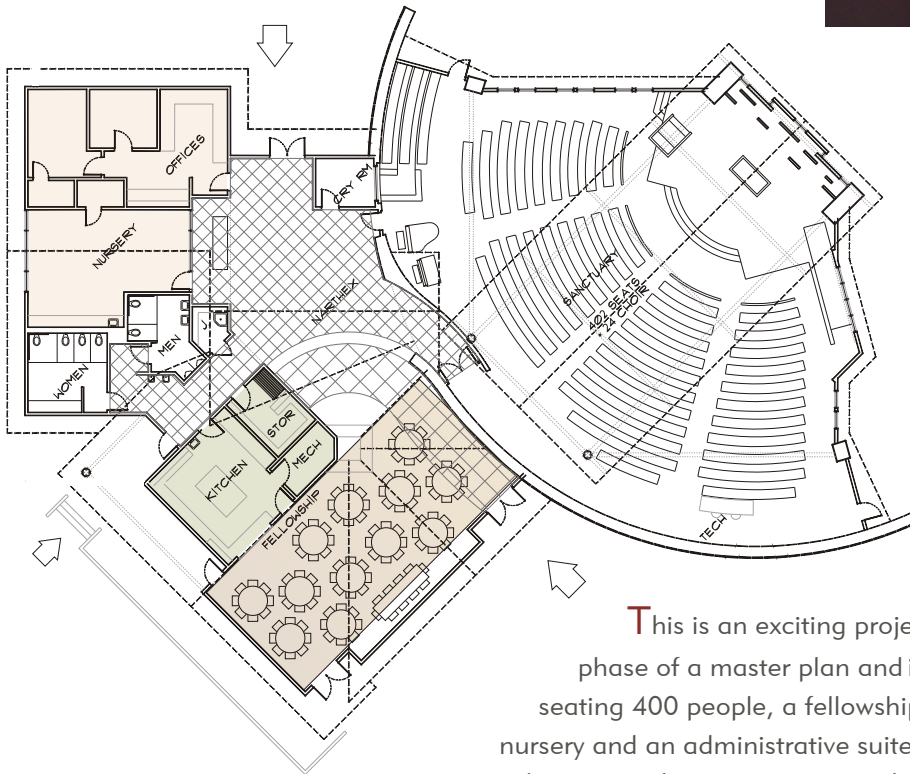 OFFICES
CRY RM
NURSERY
NARTHEX
SANCTUARY
402 SEATS
+ 24 CHOIR
MEN
J.
WOMEN
STOR
MECH
KITCHEN
FELLOWSHIP
TECH
This is an exciting proje
phase of a master plan and i
seating 400 people, a fellowship
nursery and an administrative suite